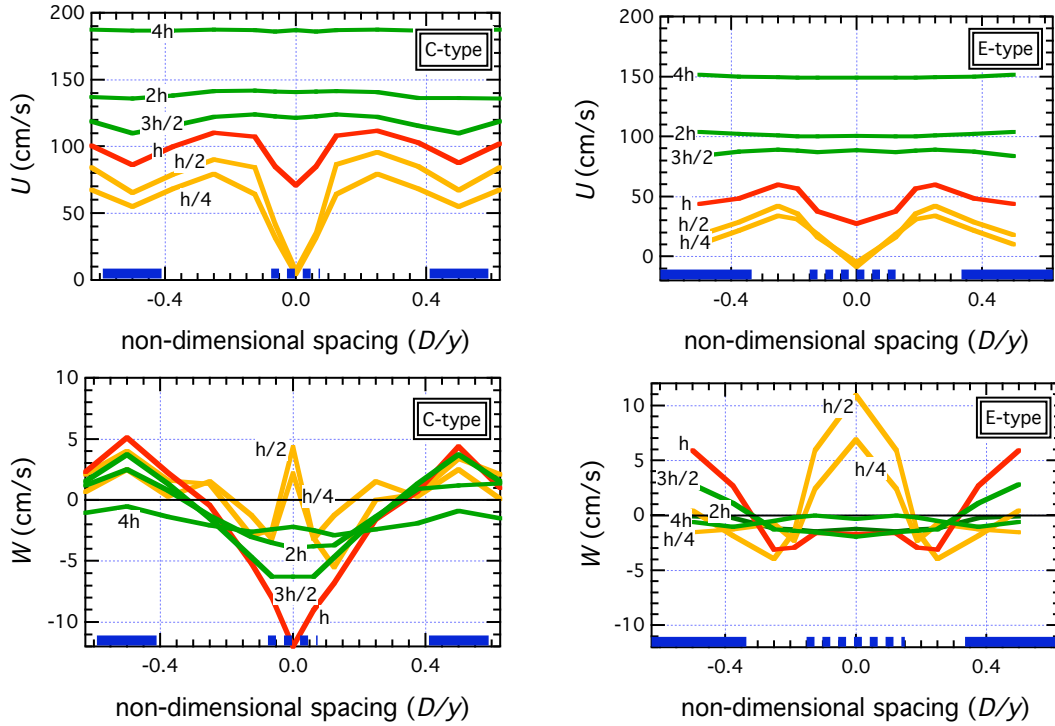 200
150
100
50
0
U (cm/s)
C-type
4h
2h
3h/2
h
h/2
h/4
-0.4
0.0
0.4
non-dimensional spacing (D/y)
200
150
100
50
0
U (cm/s)
E-type
4h
2h
3h/2
h
h/2
h/4
-0.4
0.0
0.4
non-dimensional spacing (D/y)
10
5
0
-5
-10
W (cm/s)
C-type
h/2
h/4
4h
2h
3h/2
h
-0.4
0.0
0.4
non-dimensional spacing (D/y)
10
5
0
-5
-10
W (cm/s)
E-type
h/2
h
h/4
3h/2
2h
4h
h/4
-0.4
0.0
0.4
non-dimensional spacing (D/y)